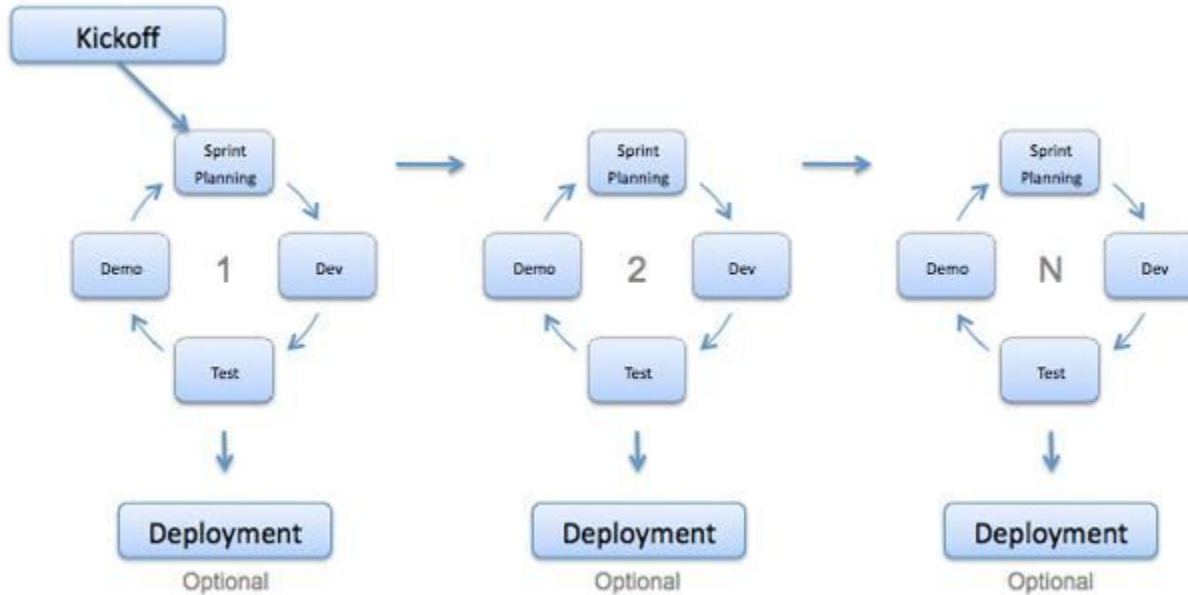 Kickoff
Sprint
Planning
Demo
1
Dev
Test
Deployment
Optional
Sprint
Planning
Demo
2
Dev
Test
Deployment
Optional
Sprint
Planning
Demo
N
Dev
Test
Deployment
Optional